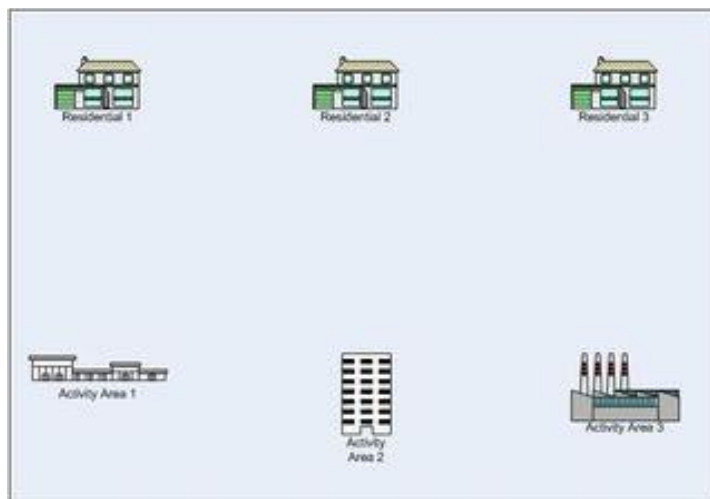 Residential 1
Residential 2
Residential 3
Activity Area 1
Activity
Area 2
Activity Area 3